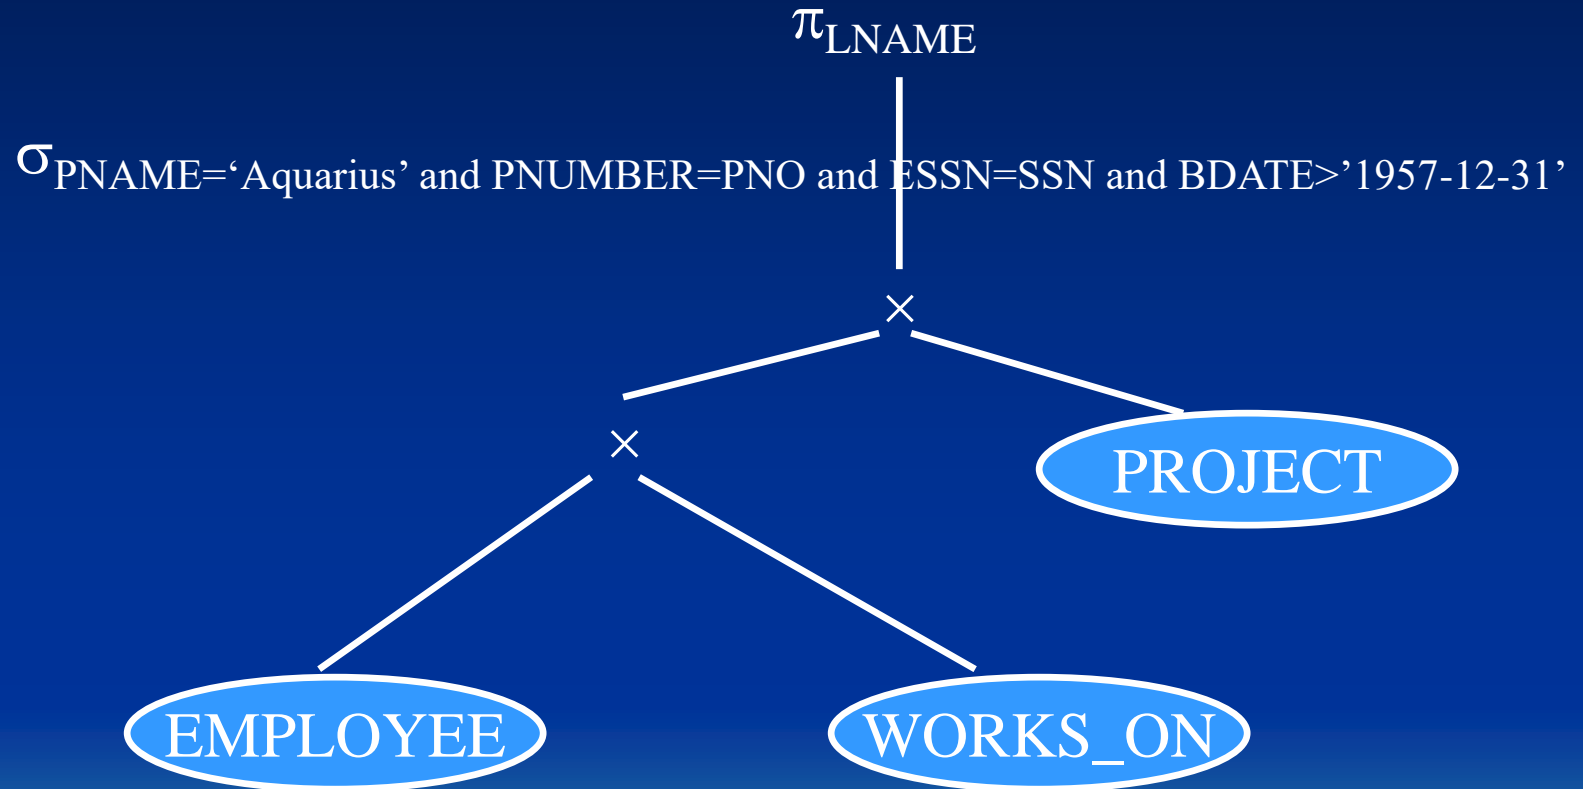 πLNAME
σPNAME=‘Aquarius’ and PNUMBER=PNO and ESSN=SSN and BDATE>’1957-12-31’
×
×
PROJECT
EMPLOYEE
WORKS_ON